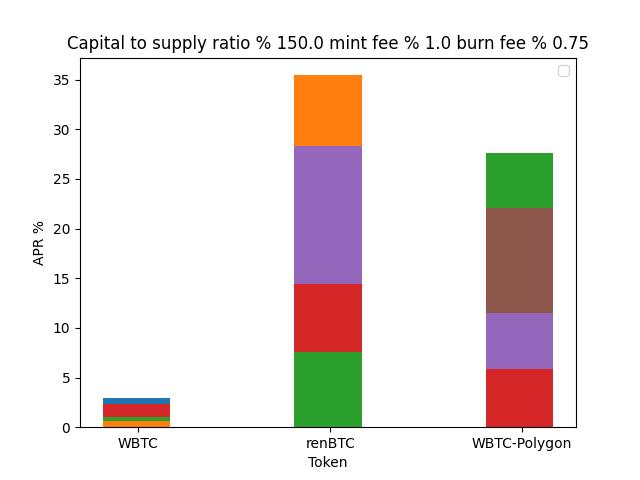 Capital to supply ratio % 150.0 mint fee % 1.0 burn fee % 0.75
35
30
25
20
15
10
5
0
APR %
WBTC renBTC WBTC-Polygon
Token